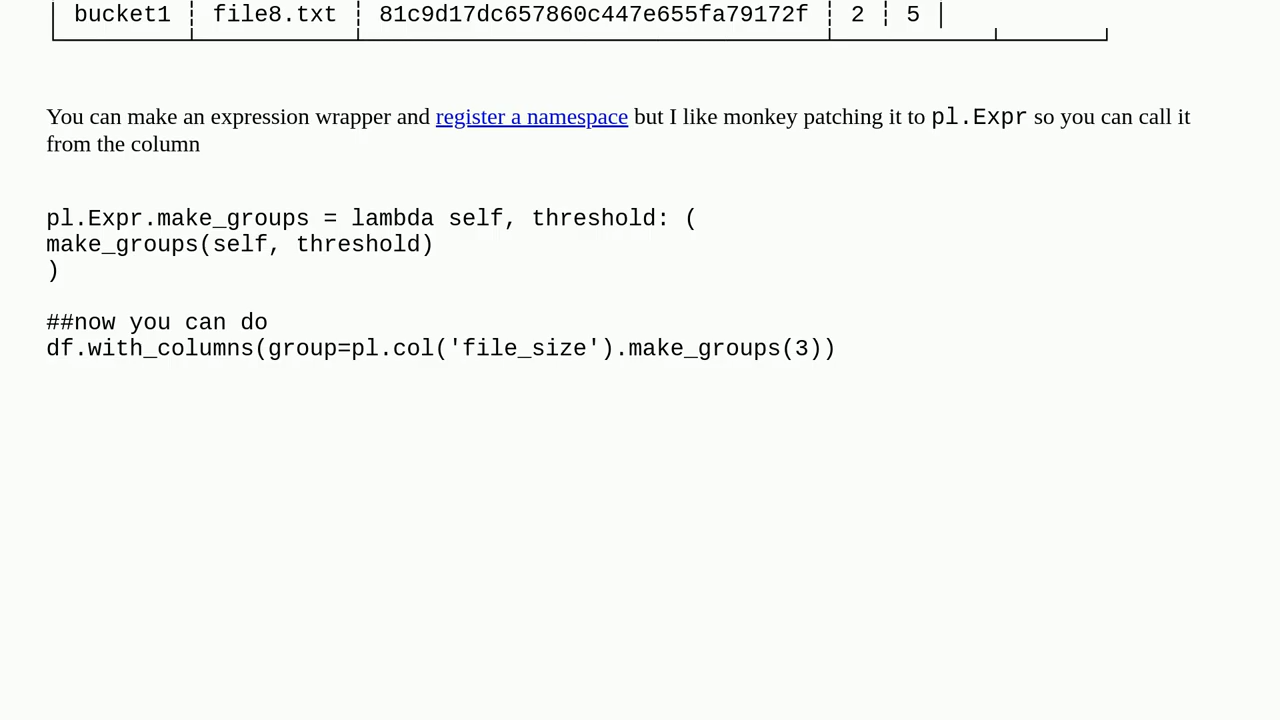 │ bucket1 ┆ file8.txt ┆ 81c9d17dc657860c447e655fa79172f ┆ 2 ┆ 5 │
└─────────┴───────────┴─────────────────────────────────┴───────────┴───────┘
You can make an expression wrapper and register a namespace but I like monkey patching it to pl.Expr so you can call it
from the column
pl.Expr.make_groups = lambda self, threshold: (
make_groups(self, threshold)
)
##now you can do
df.with_columns(group=pl.col('file_size').make_groups(3))